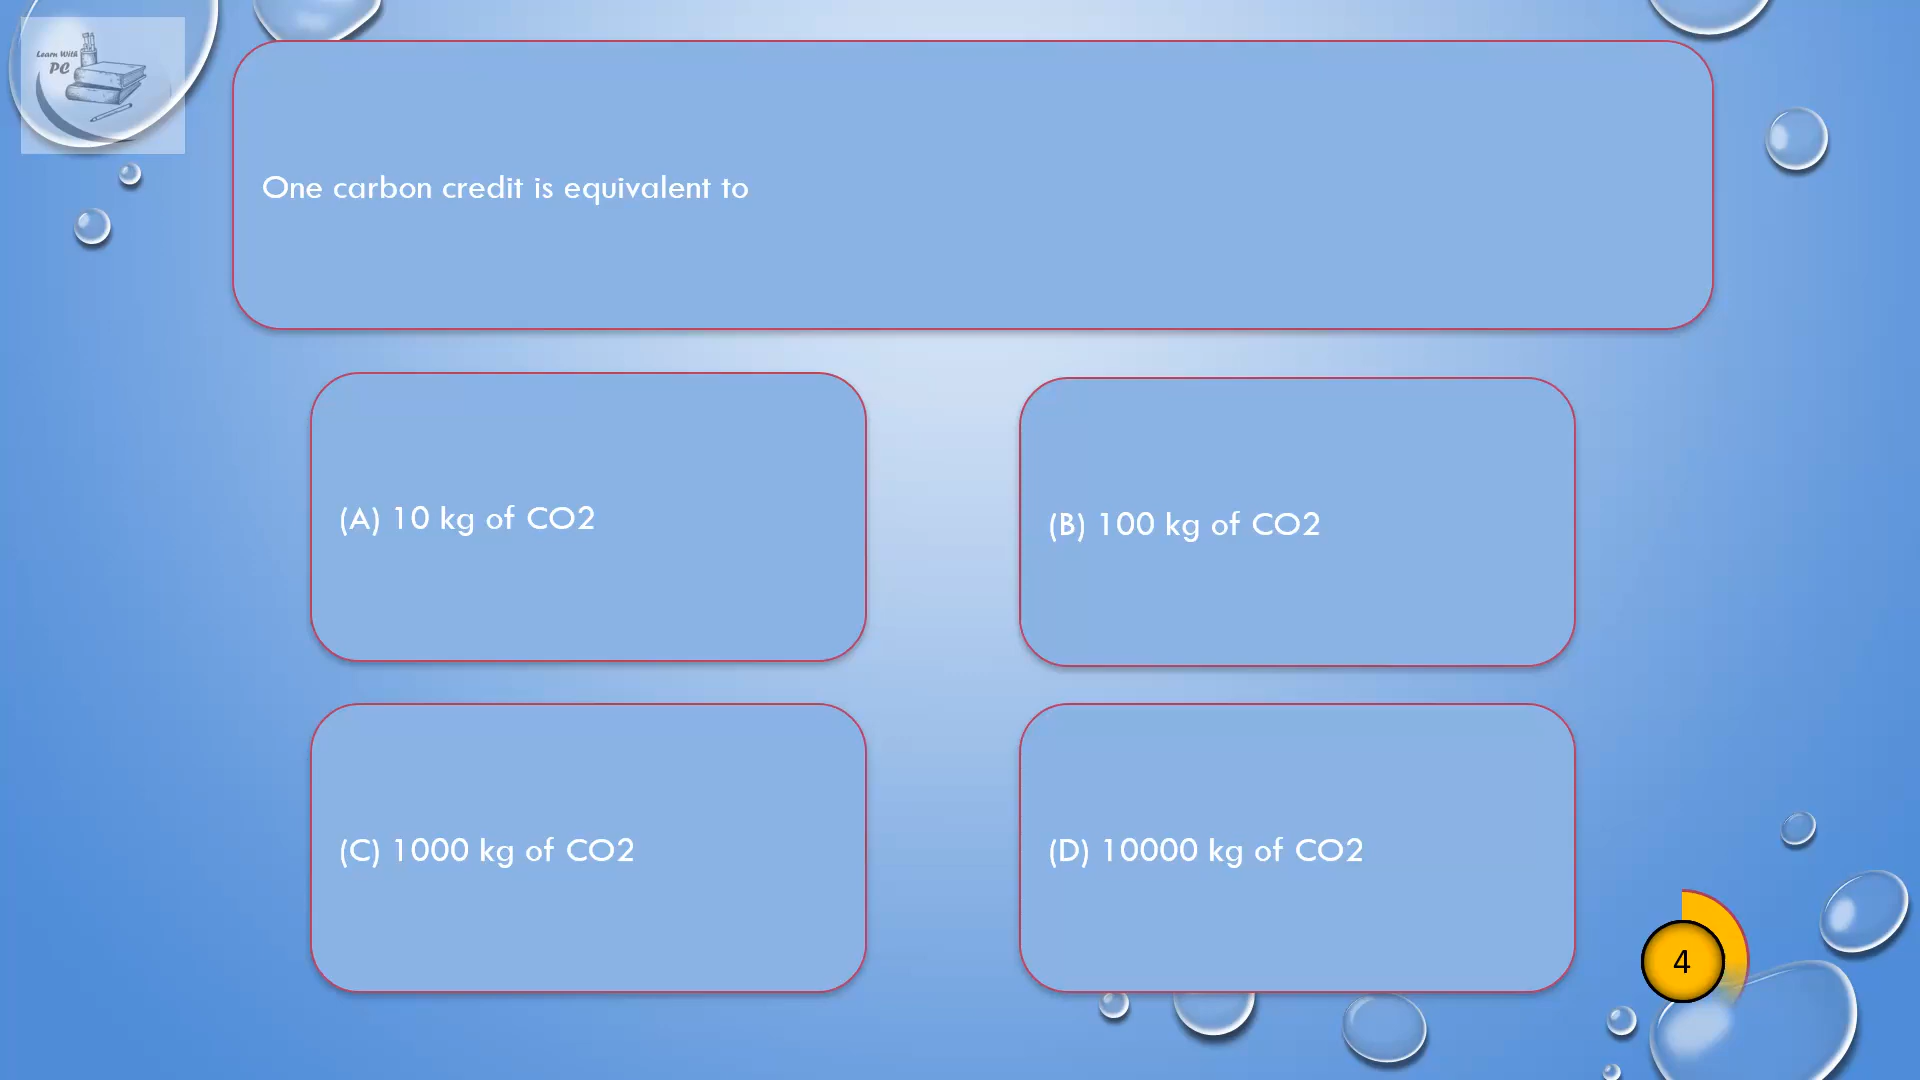 Learn With
PC
One carbon credit is equivalent to
(A) 10 kg of CO2
(B) 100 kg of CO2
(C) 1000 kg of CO2
(D) 10000 kg of CO2
4